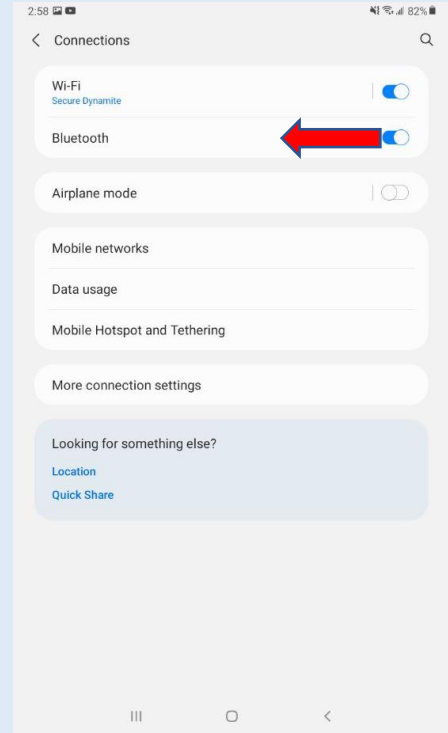 2:58 82%
Connections
Wi-Fi
Secure Dynamite
Bluetooth
Airplane mode
Mobile networks
Data usage
Mobile Hotspot and Tethering
More connection settings
Looking for something else?
Location
Quick Share